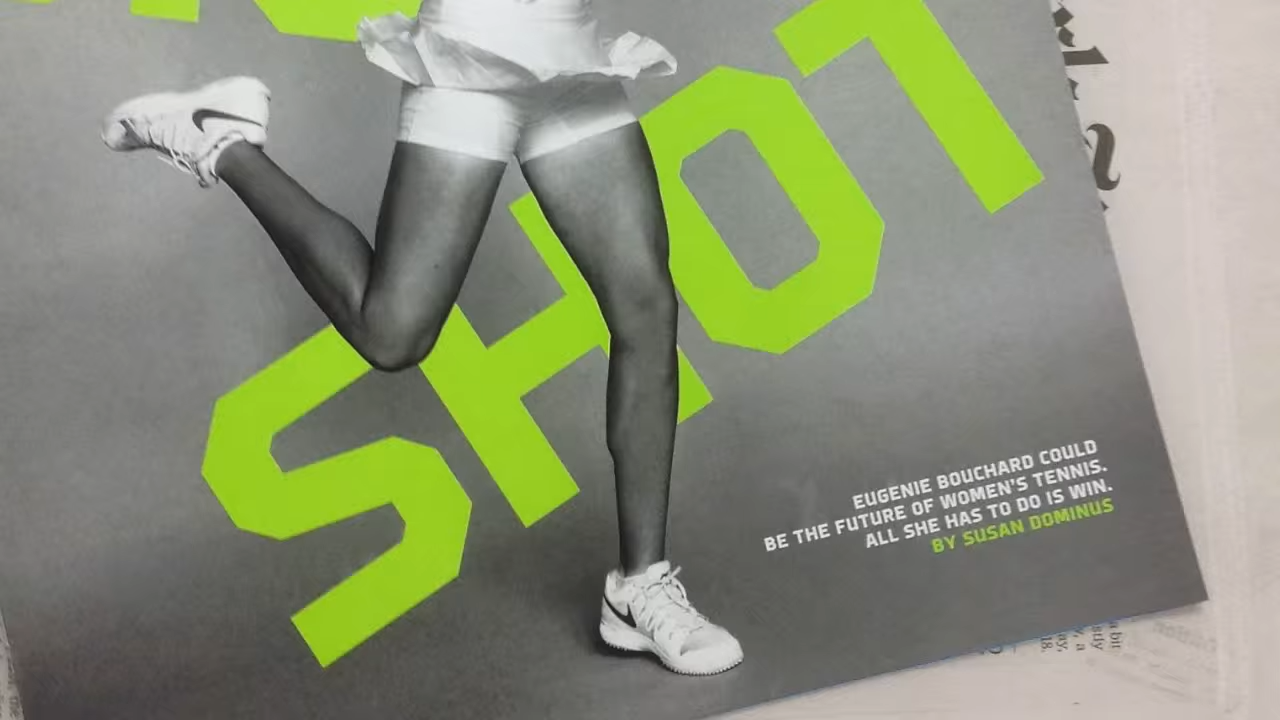 SHOT
EUGENIE BOUCHARD COULD
BE THE FUTURE OF WOMEN'S TENNIS.
ALL SHE HAS TO DO IS WIN.
BY SUSAN DOMINUS